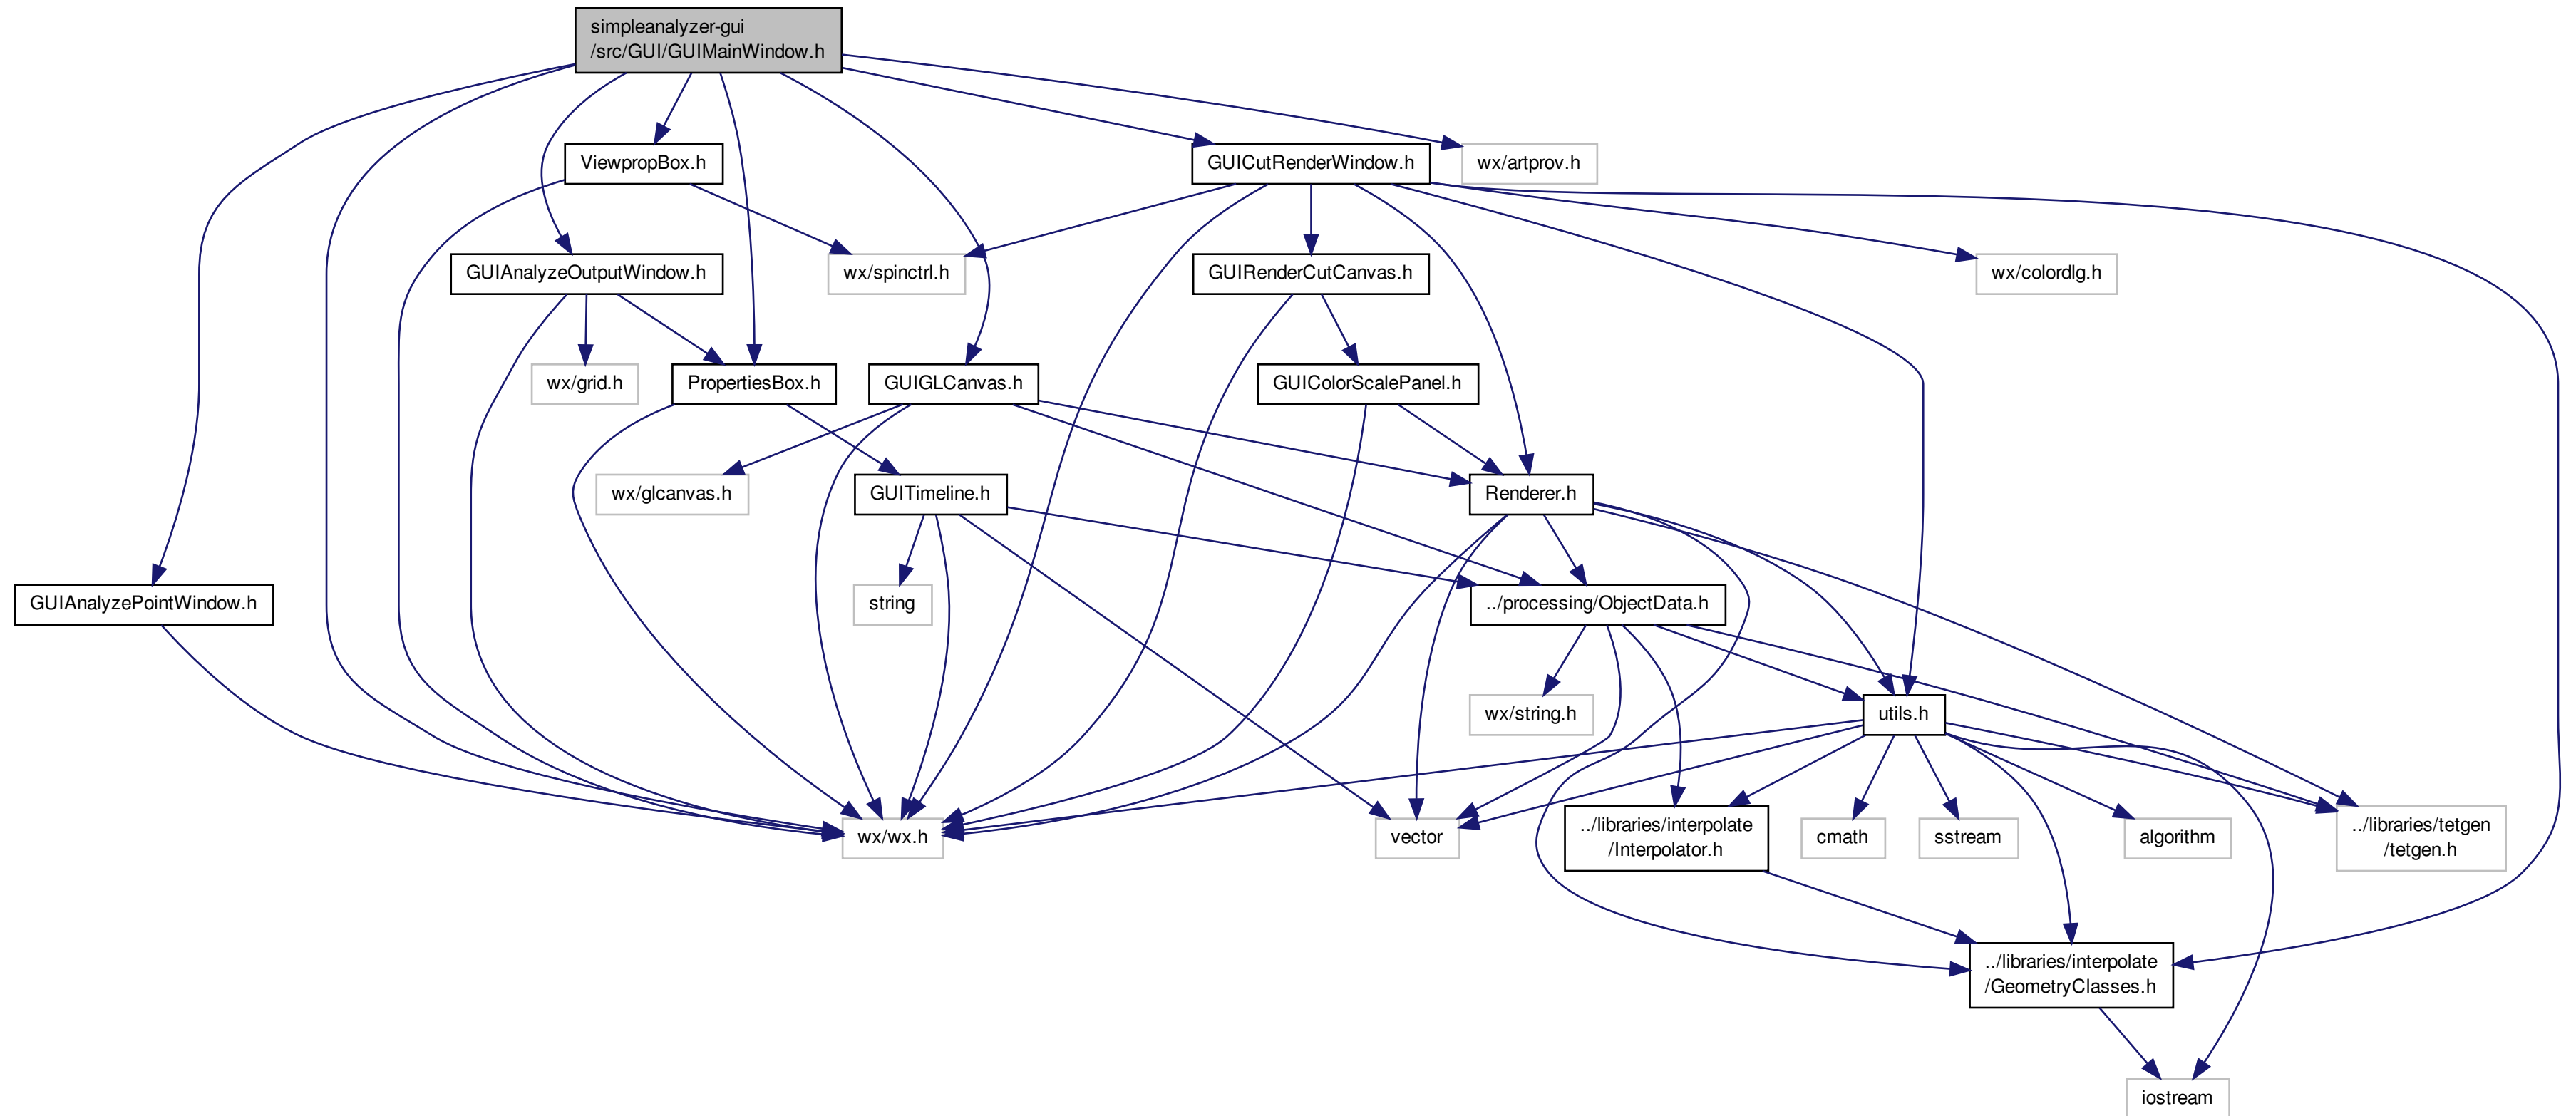 simpleanalyzer-gui
/src/GUI/GUIMainWindow.h
ViewpropBox.h
GUICutRenderWindow.h
wx/artprov.h
GUIAnalyzeOutputWindow.h
wx/spinctrl.h
GUIRenderCutCanvas.h
wx/colordlg.h
wx/grid.h
PropertiesBox.h
GUIGLCanvas.h
GUIColorScalePanel.h
wx/glcanvas.h
GUITimeline.h
Renderer.h
GUIAnalyzePointWindow.h
string
../processing/ObjectData.h
wx/string.h
utils.h
wx/wx.h
vector
../libraries/interpolate
/Interpolator.h
cmath
sstream
algorithm
../libraries/tetgen
/tetgen.h
../libraries/interpolate
/GeometryClasses.h
iostream